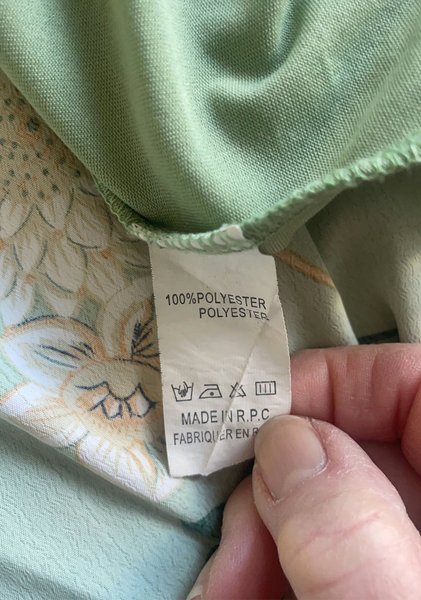 100%POLYESTER
POLYESTER
MADE IN R.P.C
FABRIQUER EN